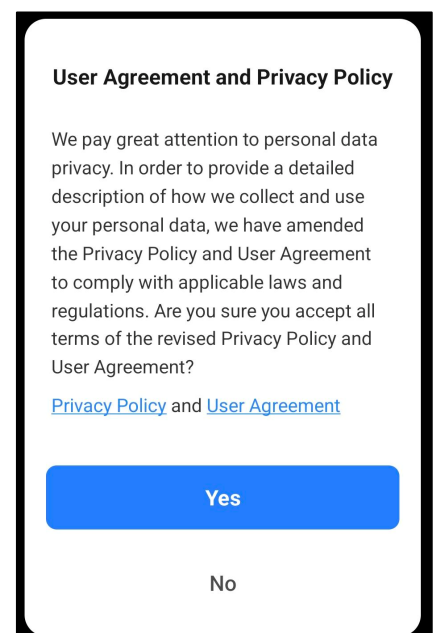 User Agreement and Privacy Policy
We pay great attention to personal data
privacy. In order to provide a detailed
description of how we collect and use
your personal data, we have amended
the Privacy Policy and User Agreement
to comply with applicable laws and
regulations. Are you sure you accept all
terms of the revised Privacy Policy and
User Agreement?
Privacy Policy and User Agreement
Yes
No